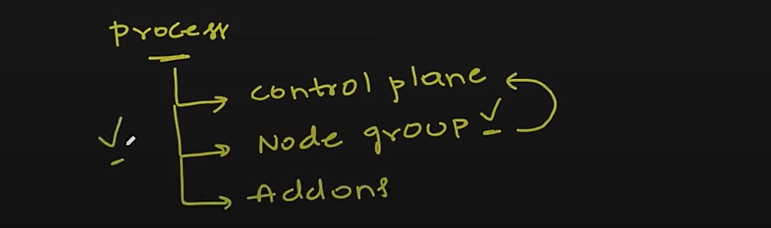 process
control plane
Node group
Addons